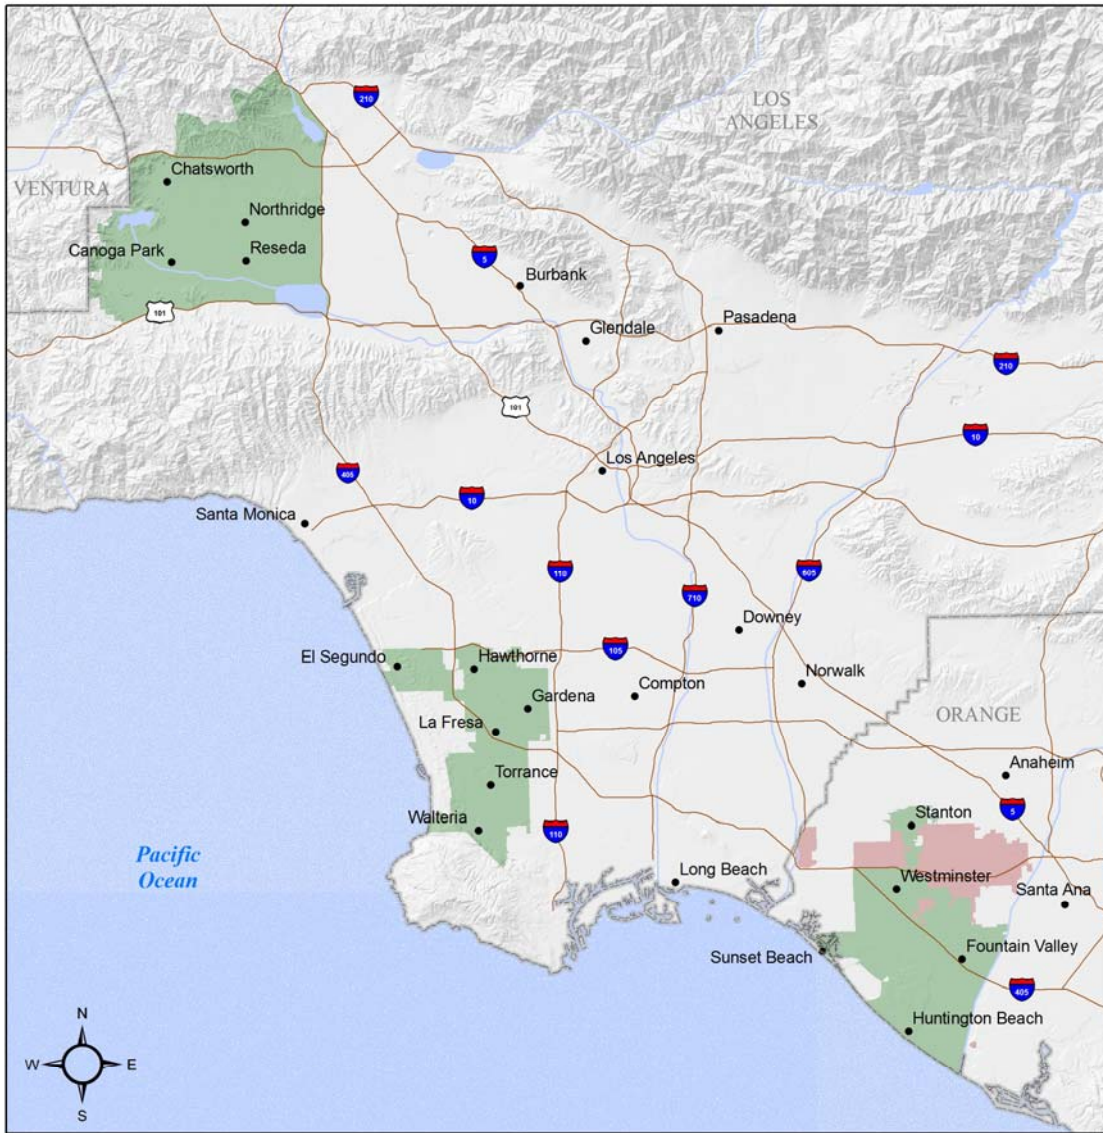 210
LOS
ANGELES
Chatsworth
VENTURA
Northridge
Canoga Park
Reseda
5
Burbank
101
Glendale
Pasadena
210
101
10
Los Angeles
405
10
Santa Monica
110
605
710
Downey
El Segundo
Hawthorne
105
Norwalk
Gardena
Compton
La Fresa
ORANGE
Torrance
Anaheim
Walteria
110
Stanton
5
Pacific
Ocean
Long Beach
Westminster
Santa Ana
Sunset Beach
Fountain Valley
405
Huntington Beach
N
W
E
S